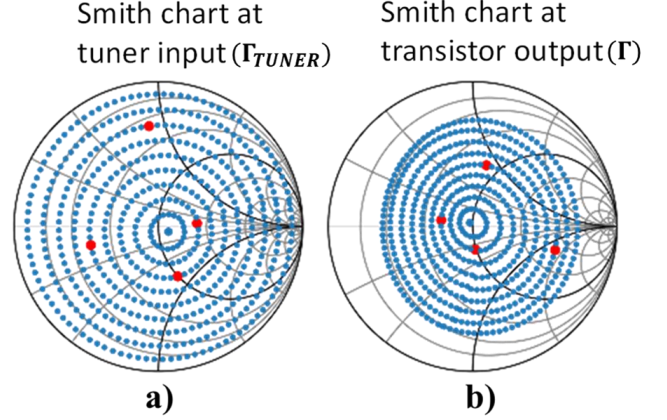 Smith chart at
tuner input (Γ_TUNER)
Smith chart at
transistor output (Γ)
a)
b)